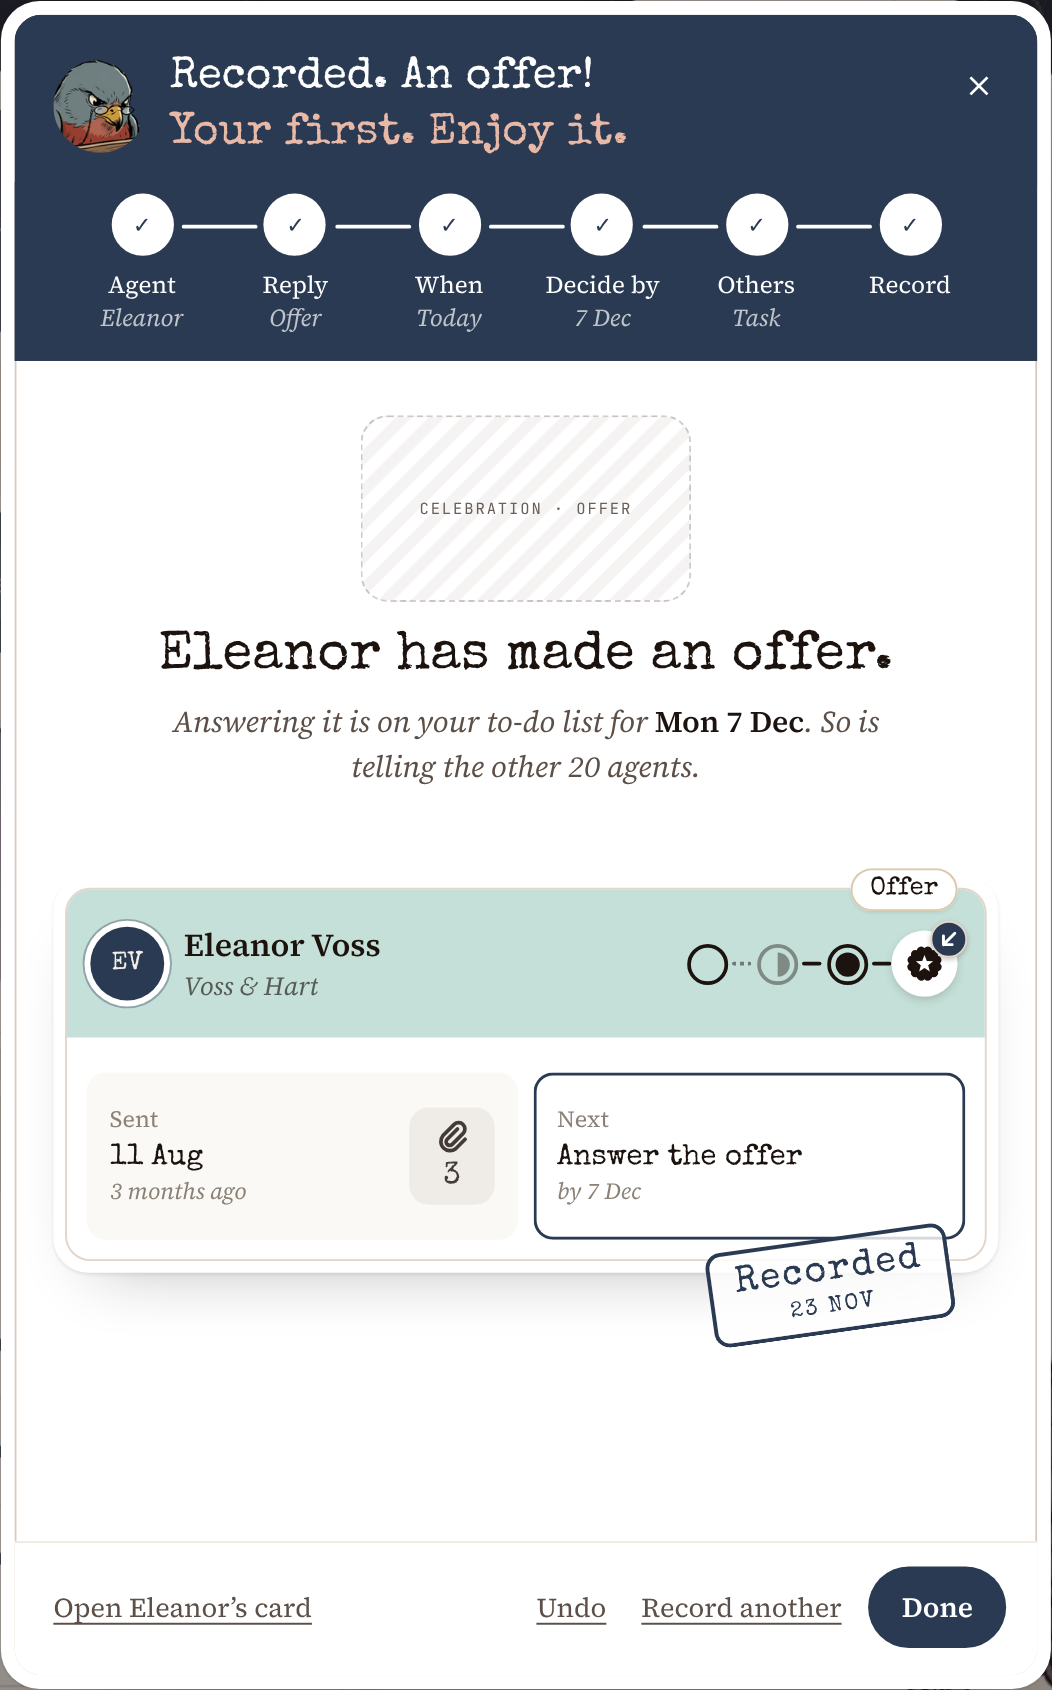 Recorded. An offer!
Your first. Enjoy it.
Agent
Eleanor
Reply
Offer
When
Today
Decide by
7 Dec
Others
Task
Record
CELEBRATION · OFFER
Eleanor has made an offer.
Answering it is on your to-do list for Mon 7 Dec. So is
telling the other 20 agents.
Offer
EV
Eleanor Voss
Voss & Hart
Sent
11 Aug
3 months ago
3
Next
Answer the offer
by 7 Dec
Recorded
23 NOV
Open Eleanor’s card
Undo
Record another
Done